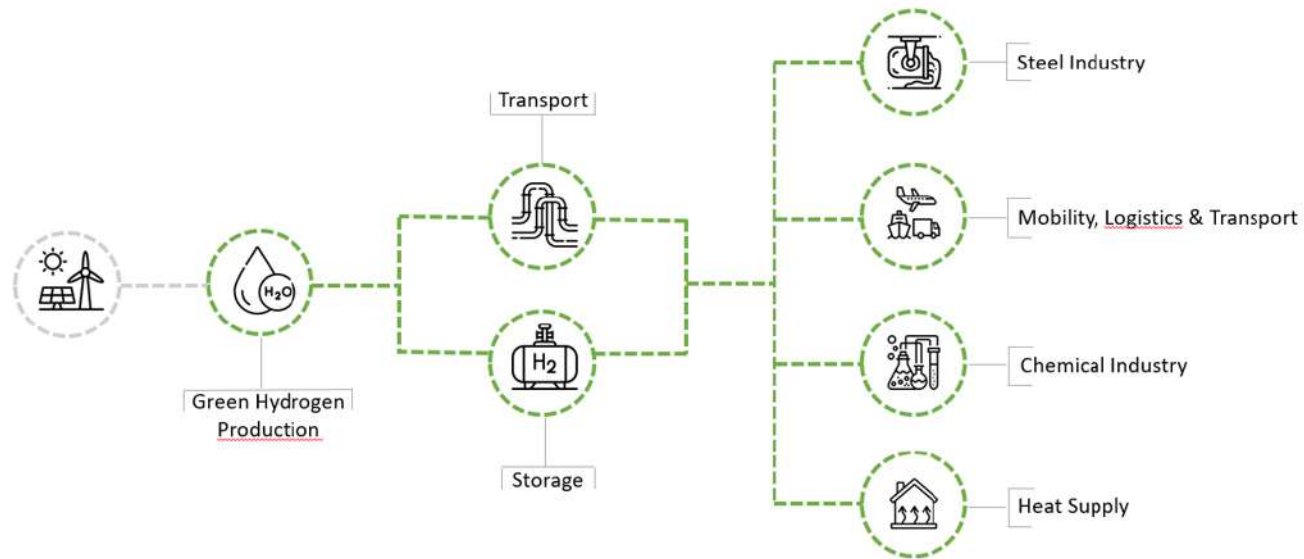 Steel Industry
Transport
Mobility, Logistics & Transport
H₂O
H₂
Chemical Industry
Green Hydrogen
Production
Storage
Heat Supply